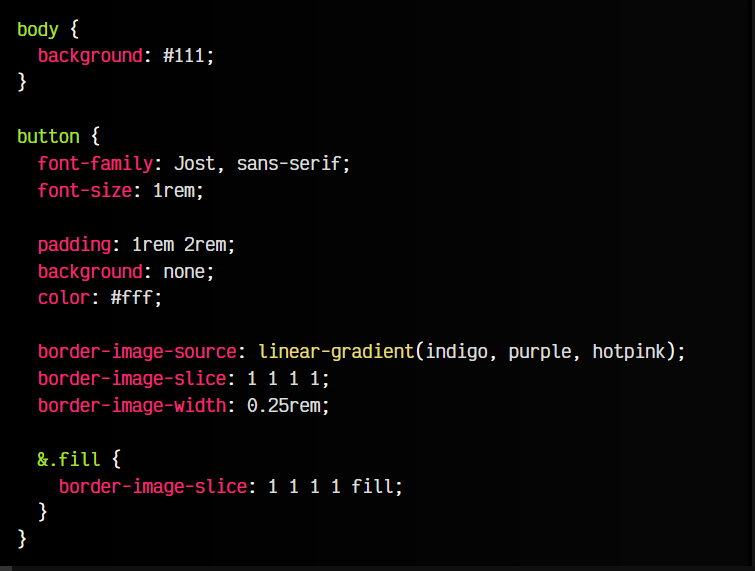 body {
  background: #111;
}

button {
  font-family: Jost, sans-serif;
  font-size: 1rem;

  padding: 1rem 2rem;
  background: none;
  color: #fff;

  border-image-source: linear-gradient(indigo, purple, hotpink);
  border-image-slice: 1 1 1 1;
  border-image-width: 0.25rem;

  &.fill {
    border-image-slice: 1 1 1 1 fill;
  }
}